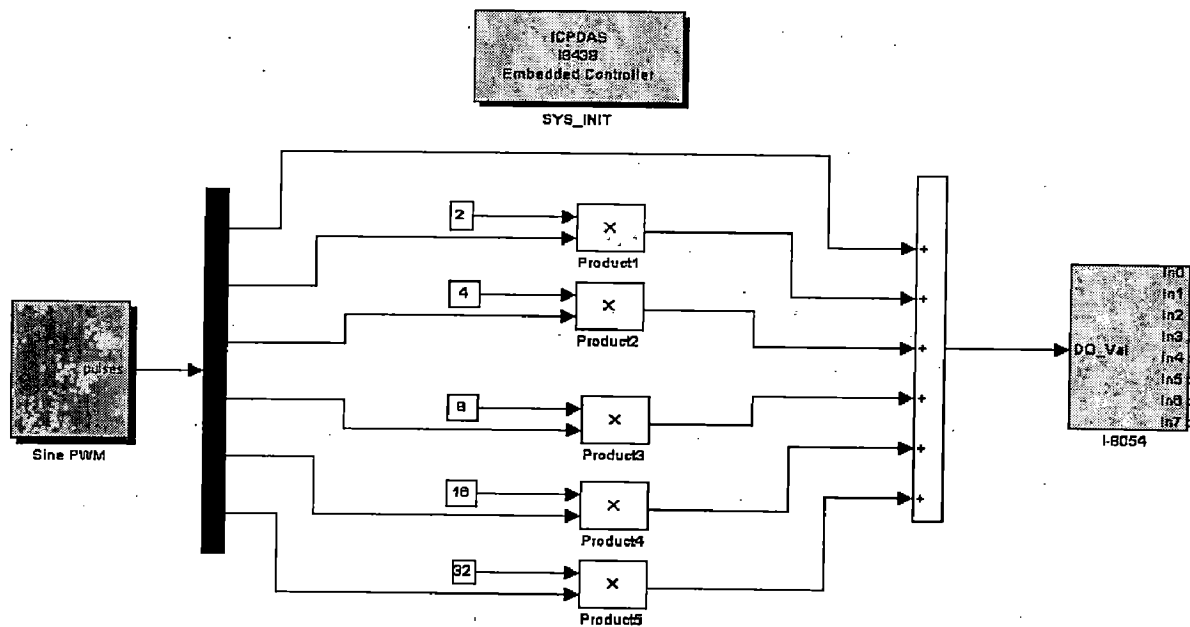 ICPDAS
I8438
Embedded Controller
SYS_INIT
2
Product1
4
Product2
8
Product3
16
Product4
32
Product5
pulses
Sine PWM
+
+
+
+
+
+
DO_Val
In0
In1
In2
In3
In4
In5
In6
In7
I-8054